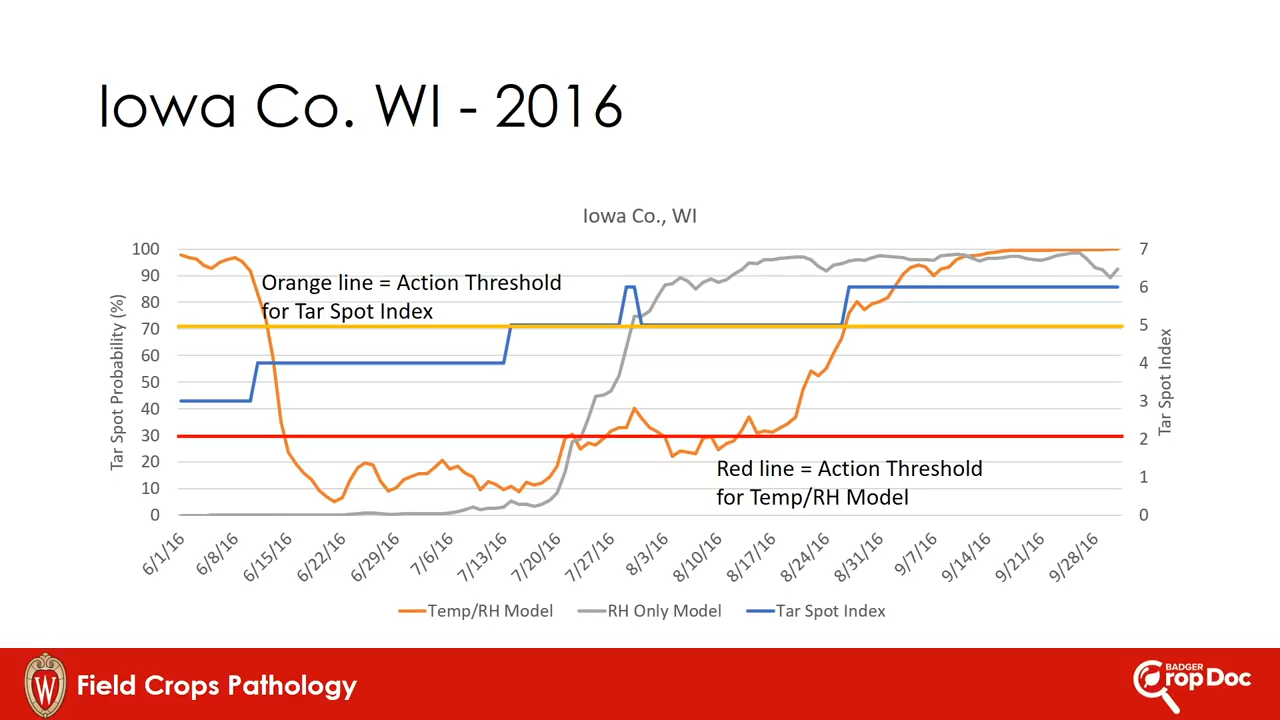 Iowa Co. WI - 2016
Iowa Co., WI
Tar Spot Probability (%)
100
90
80
70
60
50
40
30
20
10
0
Orange line = Action Threshold
for Tar Spot Index
Red line = Action Threshold
for Temp/RH Model
7
6
5
4
3
2
1
0
Tar Spot Index
6/1/16
6/8/16
6/15/16
6/22/16
6/29/16
7/6/16
7/13/16
7/20/16
7/27/16
8/3/16
8/10/16
8/17/16
8/24/16
8/31/16
9/7/16
9/14/16
9/21/16
9/28/16
Temp/RH Model
RH Only Model
Tar Spot Index
W
Field Crops Pathology
BADGER
Crop Doc